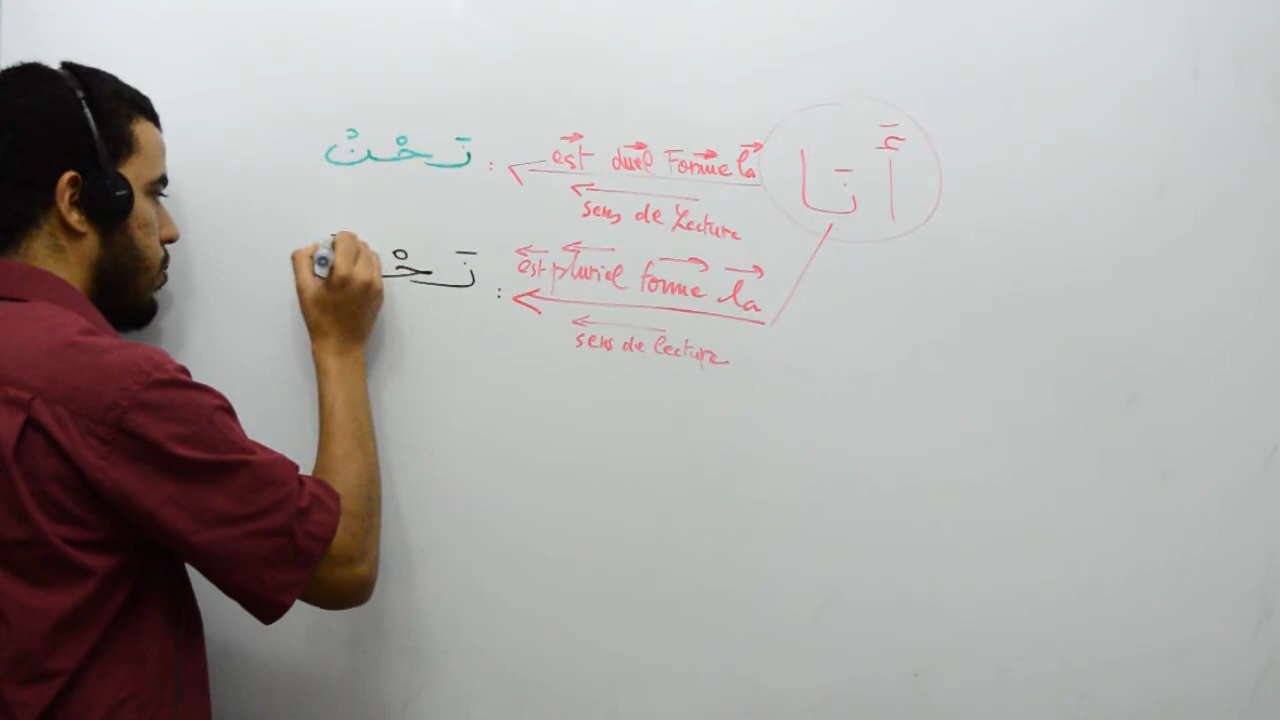 أَنَا
la Forme duel est : نَحْنُ
sens de Lecture
la forme pluriel est : نَحْ
sens de lecture